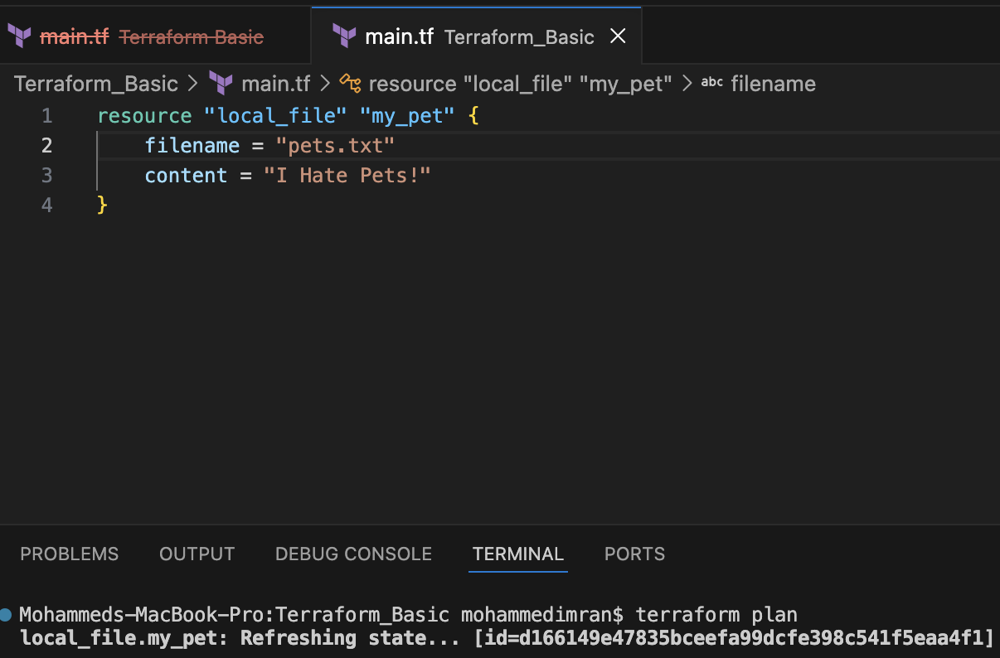 main.tf Terraform Basic main.tf Terraform_Basic
Terraform_Basic > main.tf > resource "local_file" "my_pet" > abc filename
1 resource "local_file" "my_pet" {
2 filename = "pets.txt"
3 content = "I Hate Pets!"
4 }
PROBLEMS OUTPUT DEBUG CONSOLE TERMINAL PORTS
Mohammeds-MacBook-Pro:Terraform_Basic mohammedimran$ terraform plan
local_file.my_pet: Refreshing state... [id=d166149e47835bceefa99dcfe398c541f5eaa4f1]